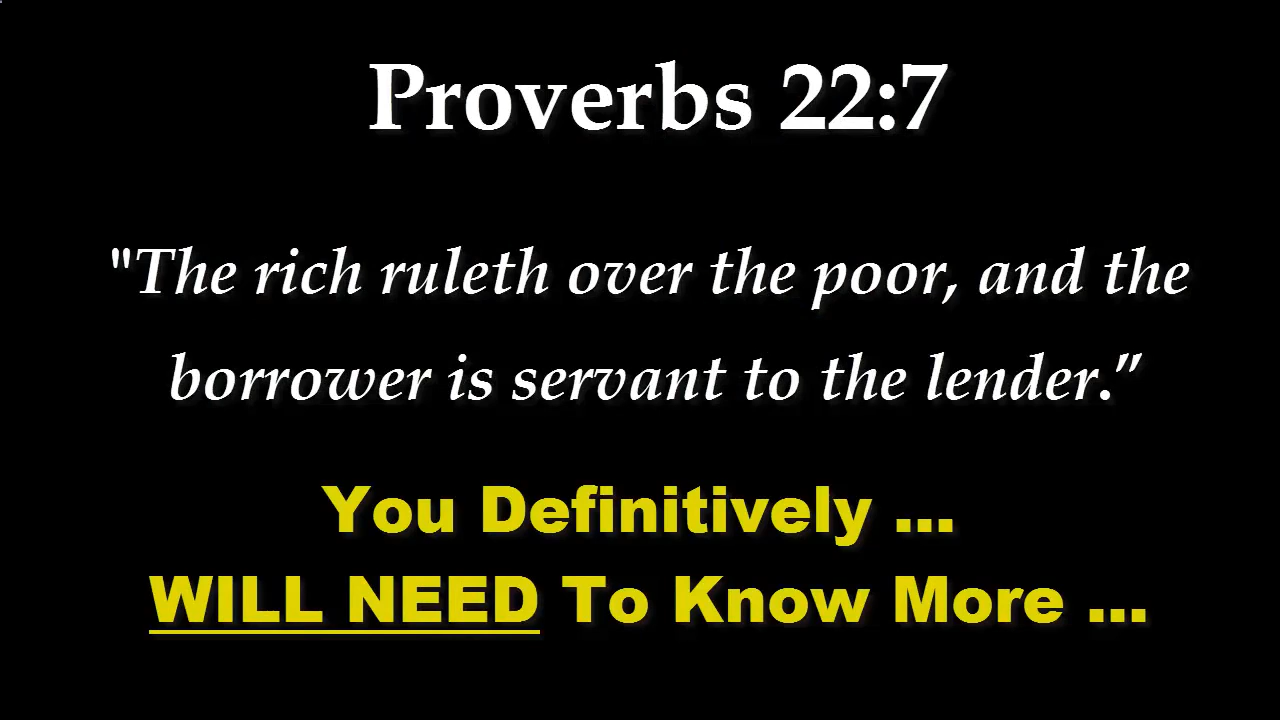 Proverbs 22:7
"The rich ruleth over the poor, and the
borrower is servant to the lender.”
You Definitively ...
WILL NEED To Know More ...